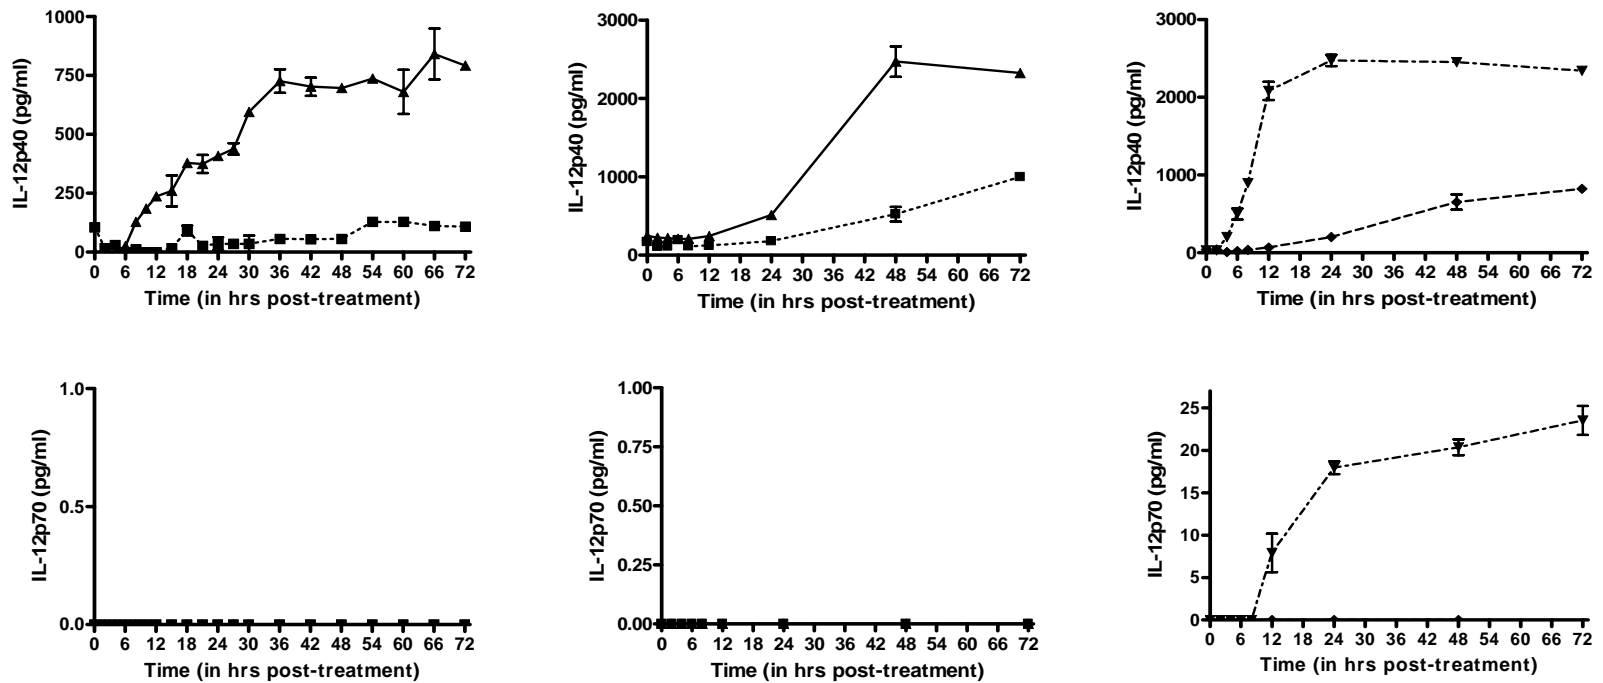 IL-12p40 (pg/ml)
1000
750
500
250
0
0 6 12 18 24 30 36 42 48 54 60 66 72
Time (in hrs post-treatment)
IL-12p40 (pg/ml)
3000
2000
1000
0
0 6 12 18 24 30 36 42 48 54 60 66 72
Time (in hrs post-treatment)
IL-12p40 (pg/ml)
3000
2000
1000
0
0 6 12 18 24 30 36 42 48 54 60 66 72
Time (in hrs post-treatment)
IL-12p70 (pg/ml)
1.0
0.5
0.0
0 6 12 18 24 30 36 42 48 54 60 66 72
Time (in hrs post-treatment)
IL-12p70 (pg/ml)
1.00
0.75
0.50
0.25
0.00
0 6 12 18 24 30 36 42 48 54 60 66 72
Time (in hrs post-treatment)
IL-12p70 (pg/ml)
25
20
15
10
5
0
0 6 12 18 24 30 36 42 48 54 60 66 72
Time (in hrs post-treatment)